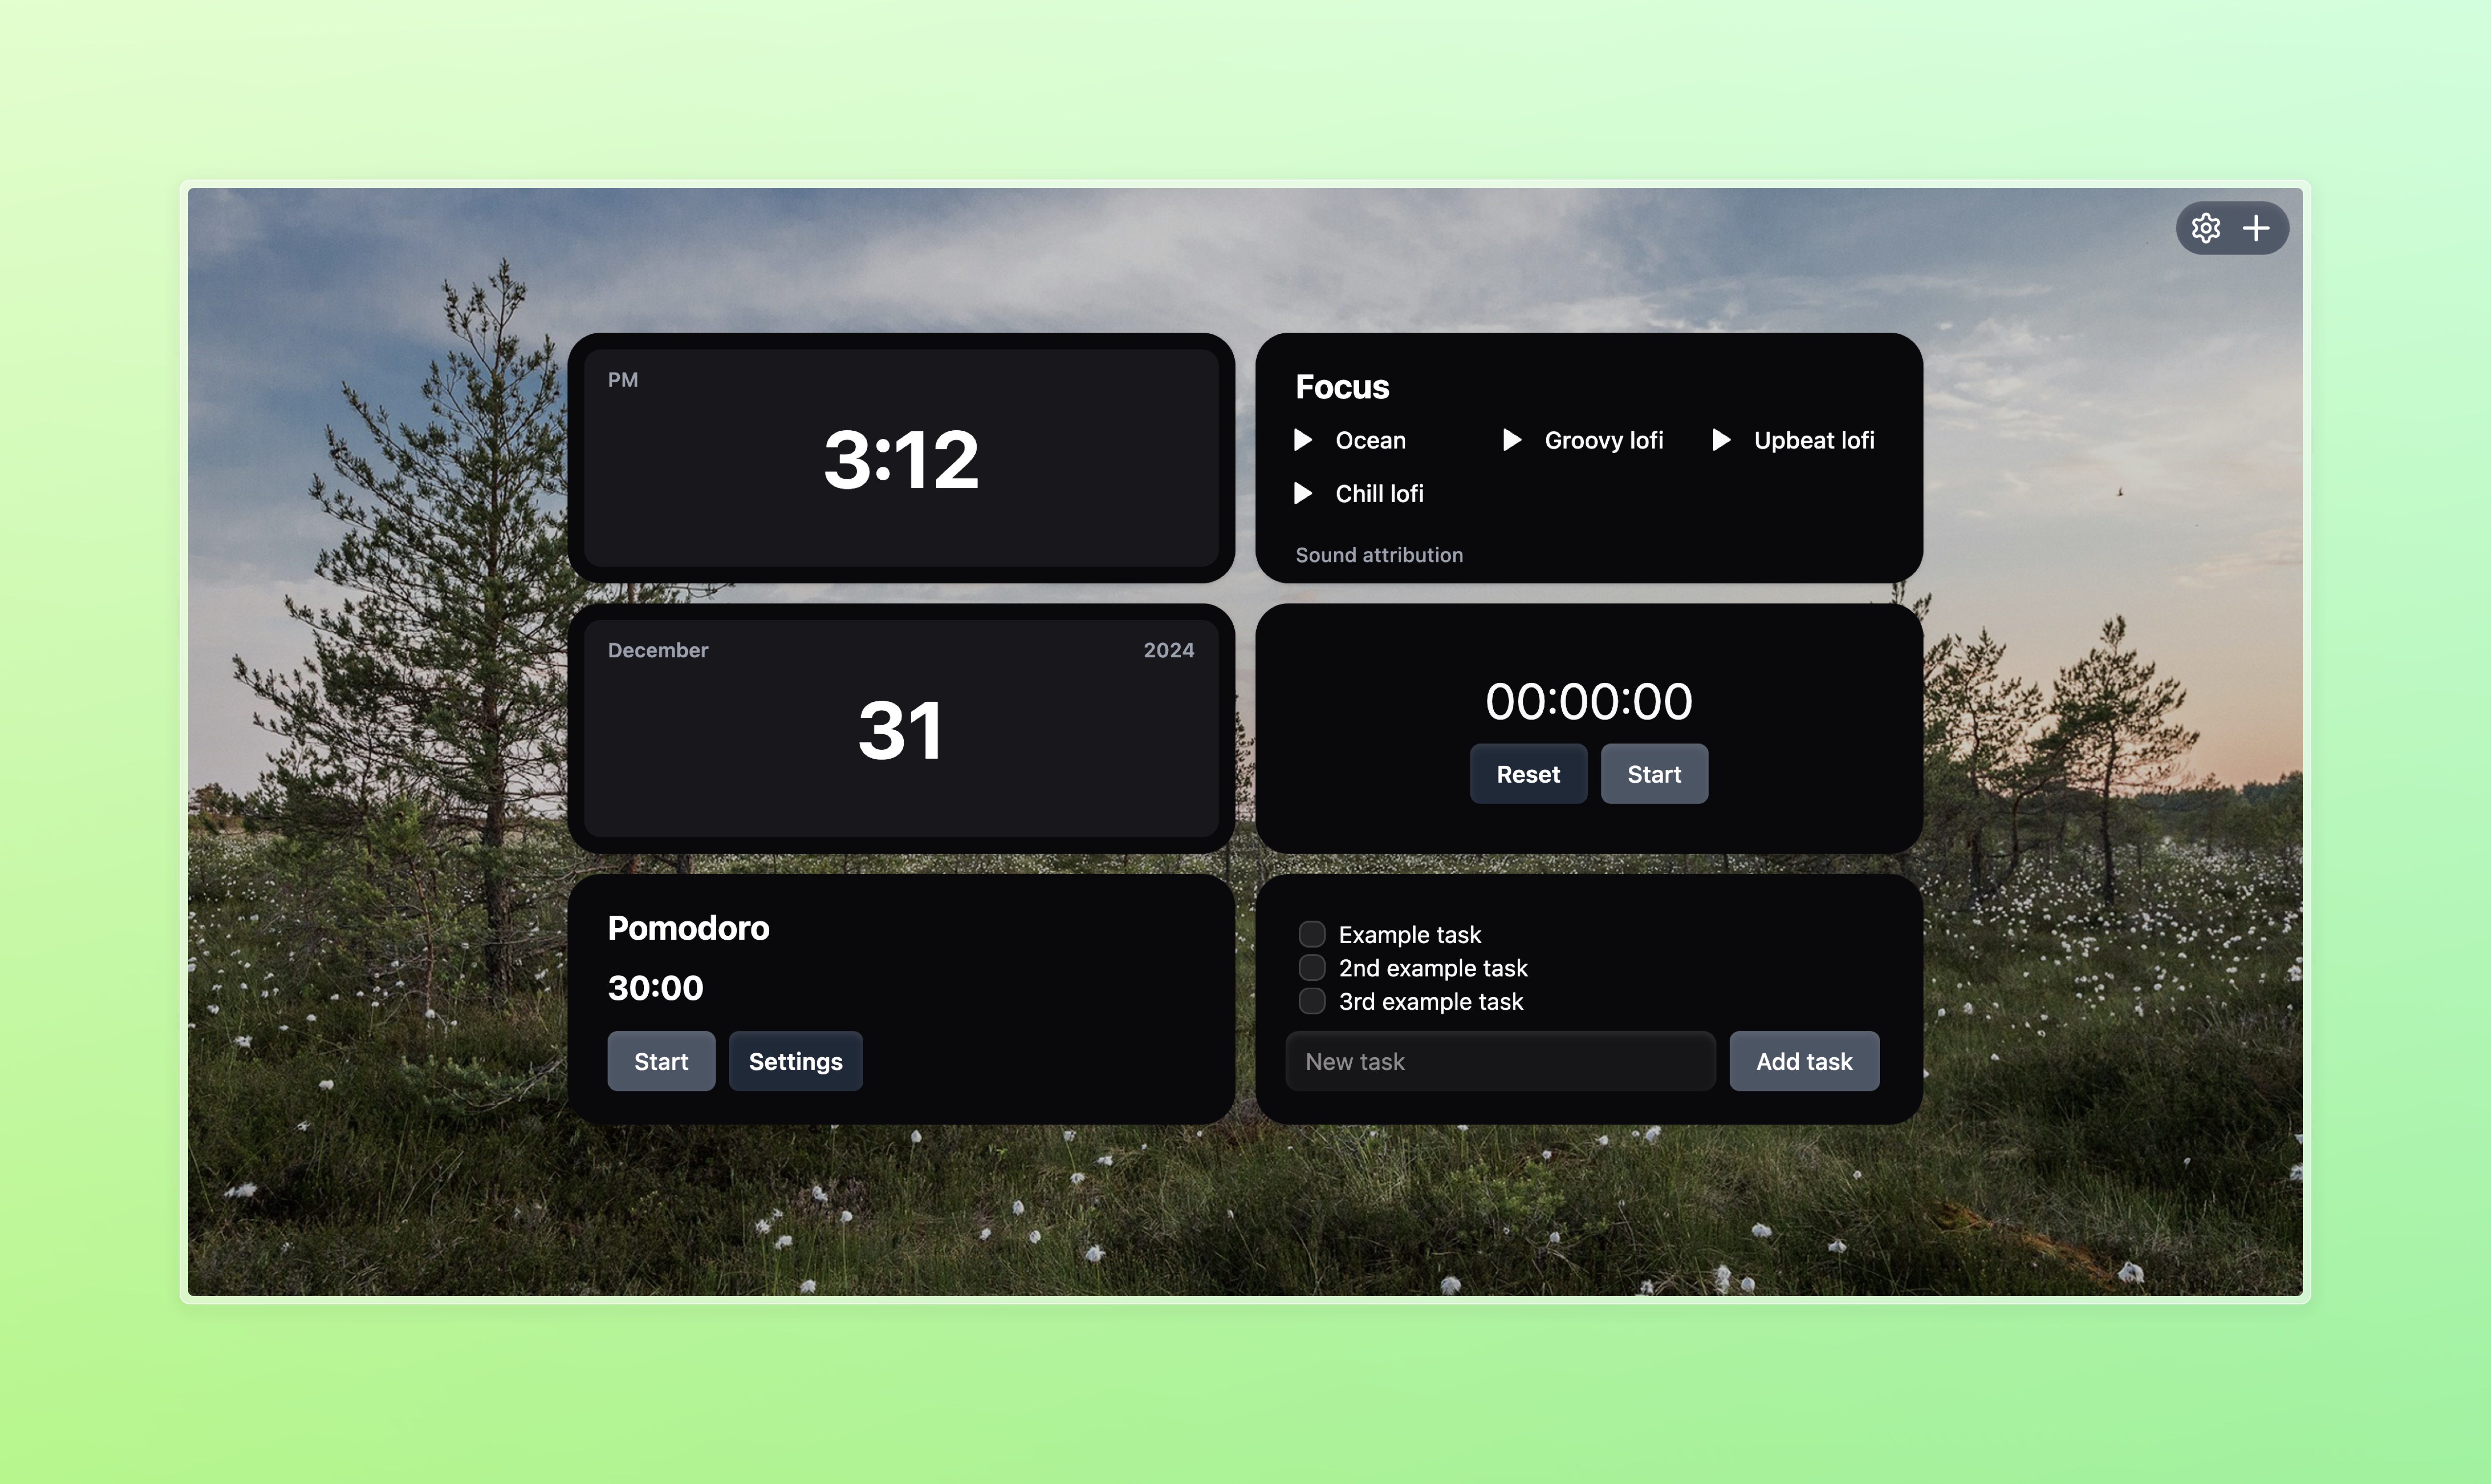 PM
3:12
Focus
Ocean
Groovy lofi
Upbeat lofi
Chill lofi
Sound attribution
December 2024
31
00:00:00
Reset Start
Pomodoro
30:00
Start Settings
Example task
2nd example task
3rd example task
New task Add task